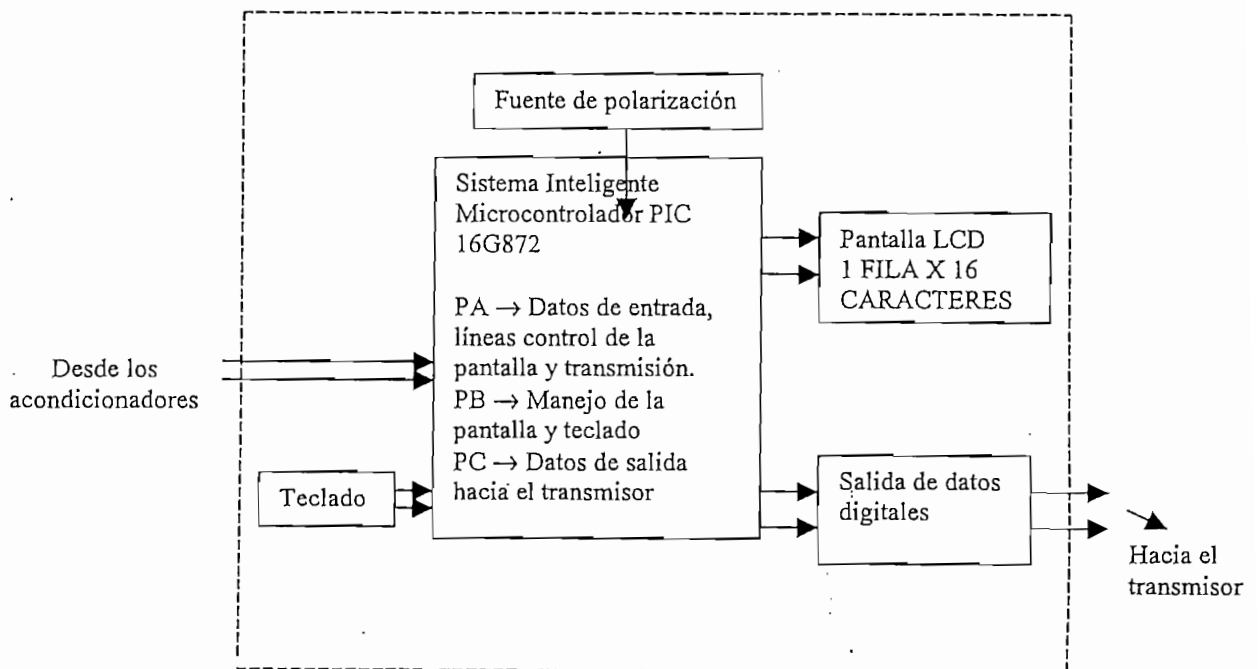 Fuente de polarización
Sistema Inteligente
Microcontrolador PIC
16G872
PA → Datos de entrada,
líneas control de la
pantalla y transmisión.
PB → Manejo de la
pantalla y teclado
PC → Datos de salida
hacia el transmisor
Pantalla LCD
1 FILA X 16
CARACTERES
Desde los
acondicionadores
Teclado
Salida de datos
digitales
Hacia el
transmisor